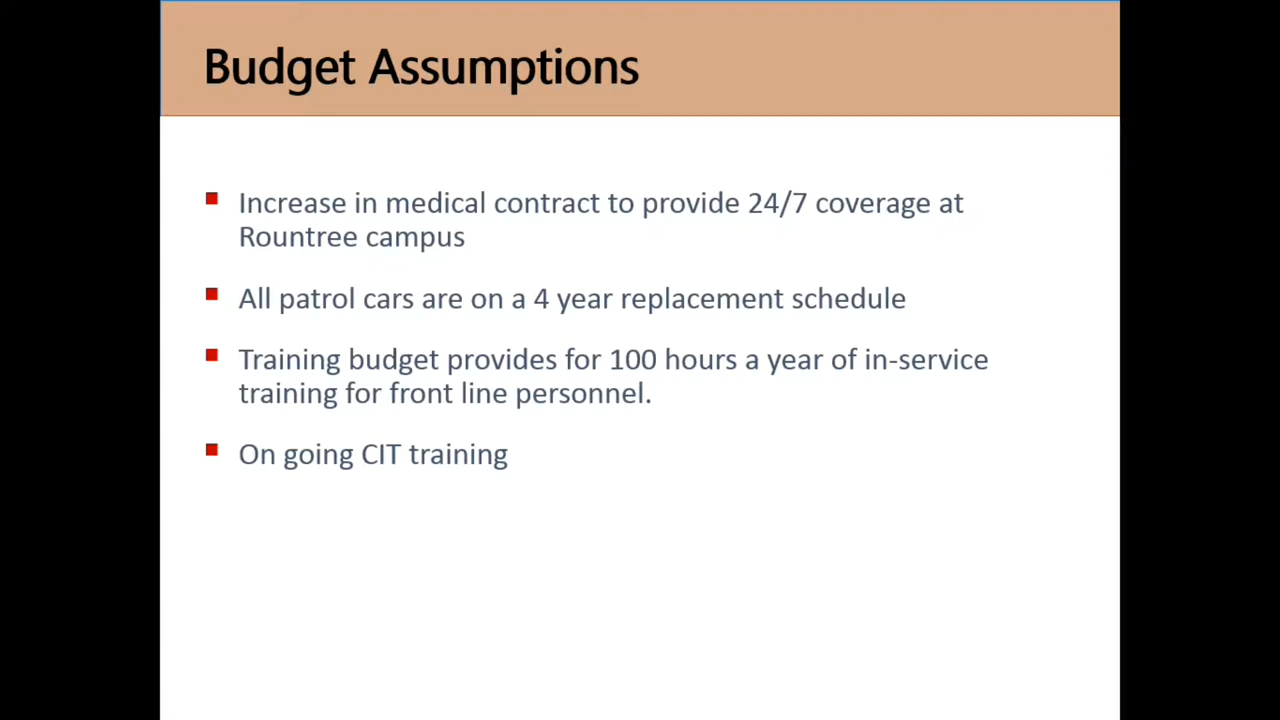 Budget Assumptions
Increase in medical contract to provide 24/7 coverage at
Rountree campus
All patrol cars are on a 4 year replacement schedule
Training budget provides for 100 hours a year of in-service
training for front line personnel.
On going CIT training